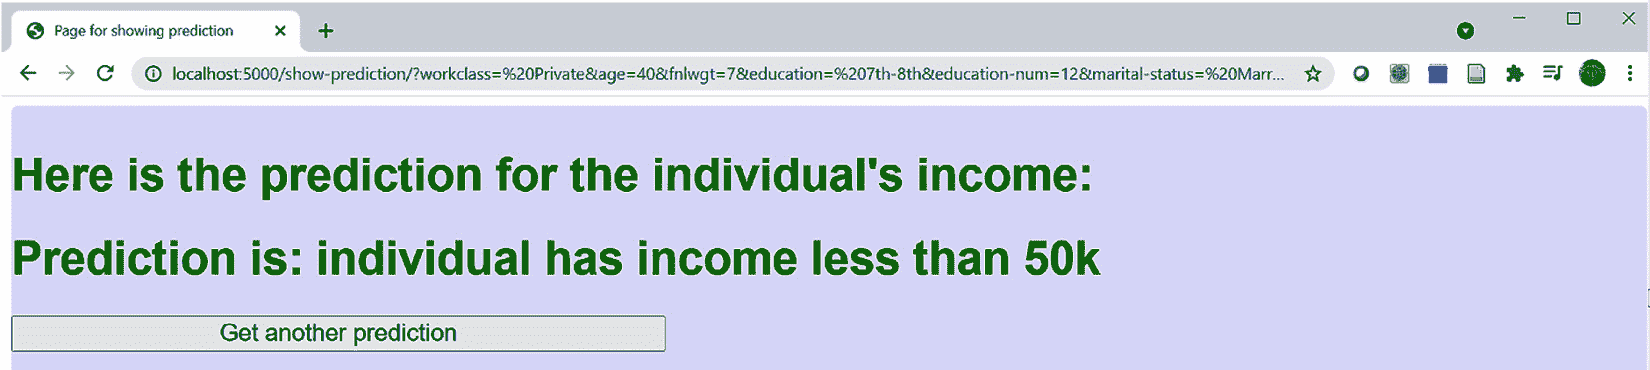 Page for showing prediction
localhost:5000/show-prediction/?workclass=%20Private&age=40&fnlwgt=7&education=%207th-8th&education-num=12&marital-status=%20Marr...
Here is the prediction for the individual's income:
Prediction is: individual has income less than 50k
Get another prediction